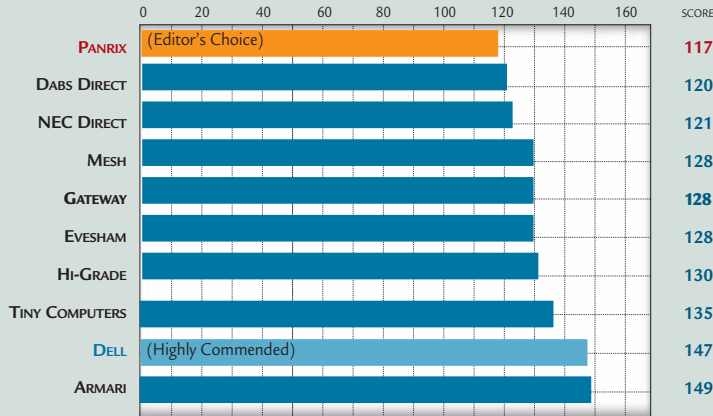 0 20 40 60 80 100 120 140 160 SCORE
PANRIX (Editor's Choice) 117
DABS DIRECT 120
NEC DIRECT 121
MESH 128
GATEWAY 128
EVESHAM 128
HI-GRADE 130
TINY COMPUTERS 135
DELL (Highly Commended) 147
ARMARI 149